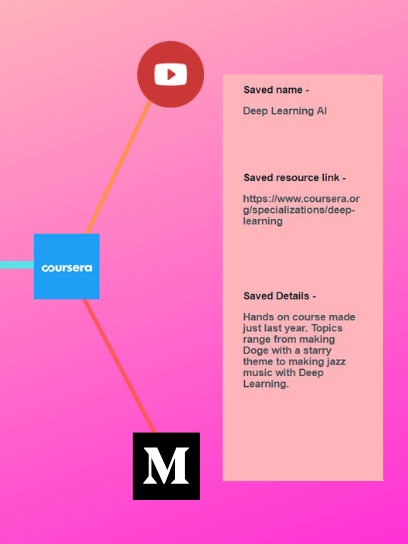 Saved name -
Deep Learning AI
Saved resource link -
https://www.coursera.or
g/specializations/deep-
learning
coursera
Saved Details -
Hands on course made
just last year. Topics
range from making
Doge with a starry
theme to making jazz
music with Deep
Learning.
M